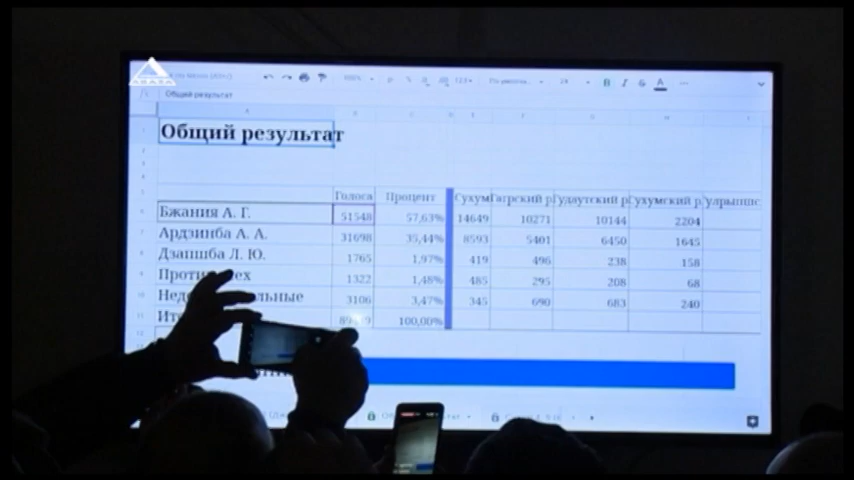 АБАЗА
Общий результат
Общий результат
Голоса Процент Сухум Гагрский р Гудаутский р Сухумский р
Бжания А. Г. 51548 57,63% 14649 10271 10144 2204
Ардзинба А. А. 31698 35,44% 8593 5401 6450 1645
Дзапшба Л. Ю. 1765 1,97% 419 496 238 158
1322 1,48% 485 295 208 68
3106 3,47% 345 690 683 240
100,00%